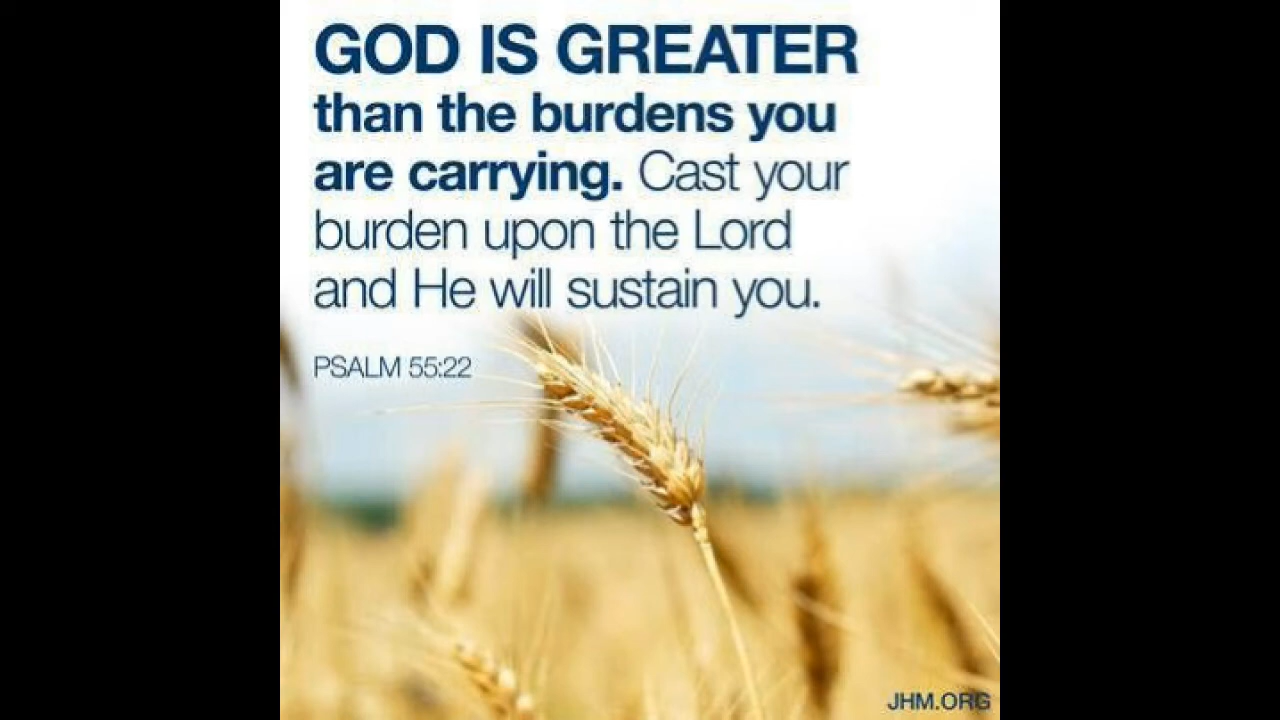 GOD IS GREATER
than the burdens you
are carrying. Cast your
burden upon the Lord
and He will sustain you.
PSALM 55:22
JHM.ORG